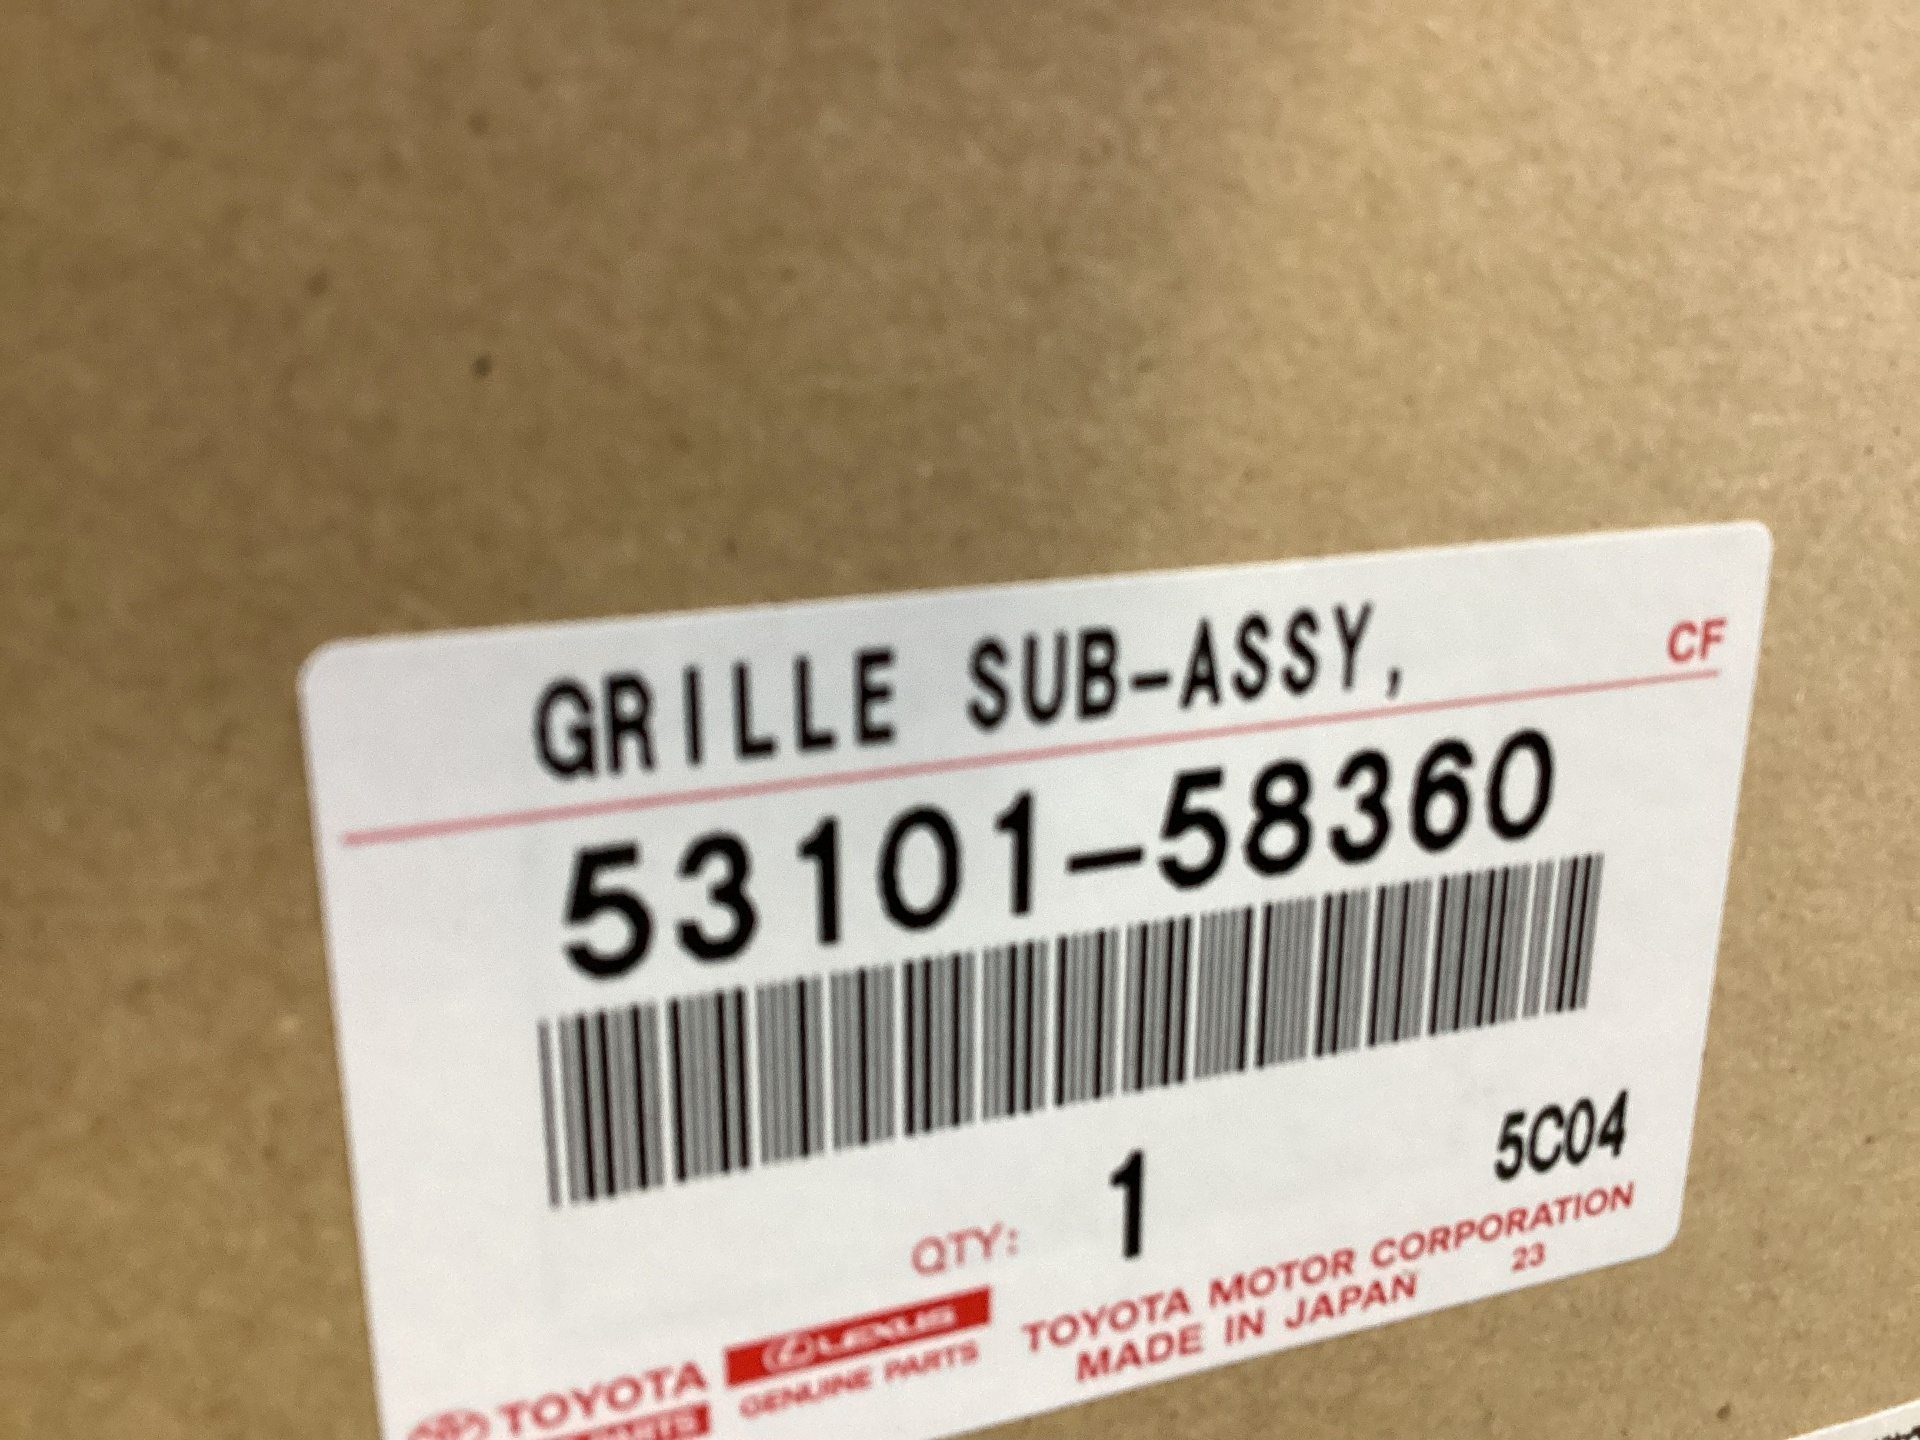 GRILLE SUB-ASSY,
CF
53101-58360
5C04
QTY: 1
TOYOTA MOTOR CORPORATION
MADE IN JAPAN 23
TOYOTA
PARTS
LEXUS
GENUINE PARTS